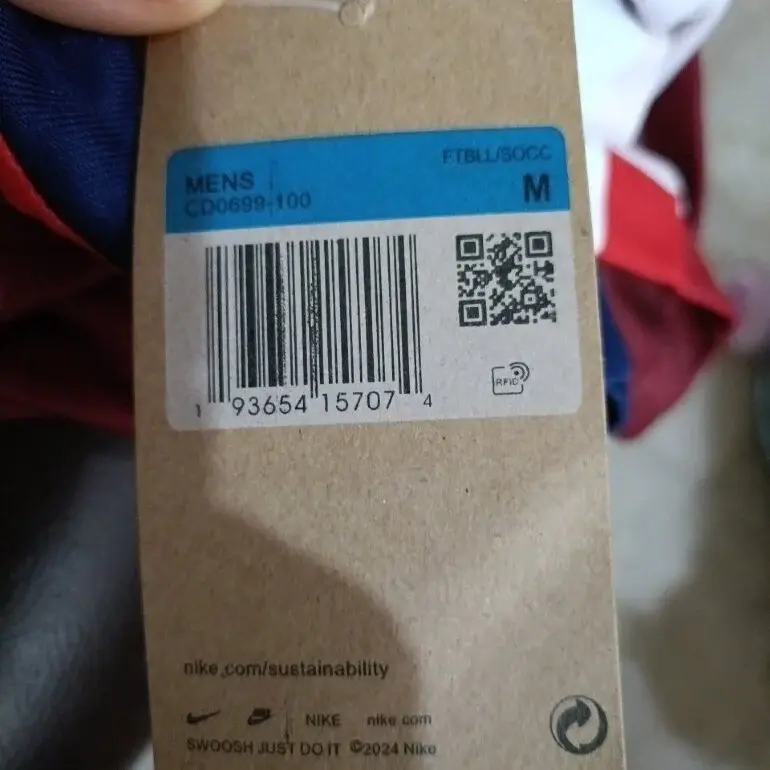 FTBLL/SOCC
MENS
M
CD0699-100
1 93654 15707 4
RFID
nike.com/sustainability
NIKE nike.com
SWOOSH JUST DO IT ©2024 Nike